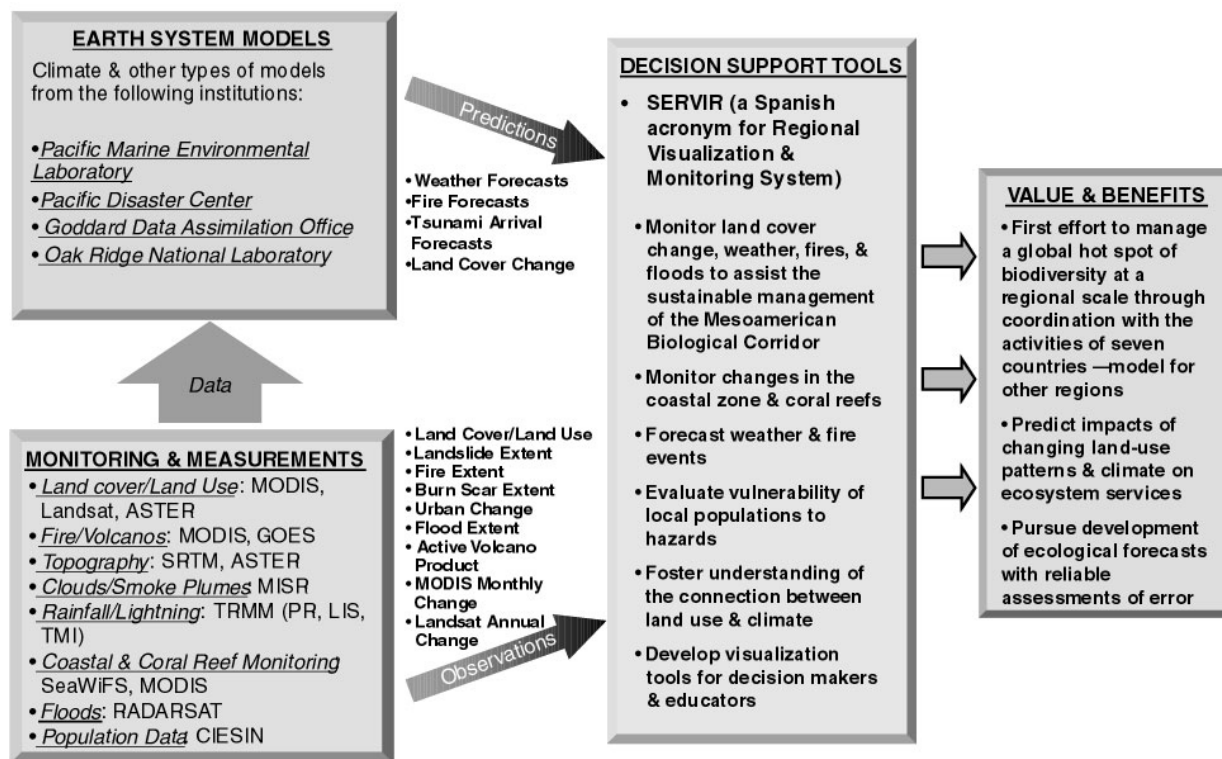 EARTH SYSTEM MODELS
Climate & other types of models
from the following institutions:
•Pacific Marine Environmental
Laboratory
•Pacific Disaster Center
• Goddard Data Assimilation Office
• Oak Ridge National Laboratory
Data
MONITORING & MEASUREMENTS
•Land cover/Land Use: MODIS,
Landsat, ASTER
•Fire/Volcanos: MODIS, GOES
•Topography: SRTM, ASTER
•Clouds/Smoke Plumes: MISR
•Rainfall/Lightning: TRMM (PR, LIS,
TMI)
•Coastal & Coral Reef Monitoring
SeaWiFS, MODIS
•Floods: RADARSAT
•Population Data: CIESIN
Predictions
•Weather Forecasts
•Fire Forecasts
•Tsunami Arrival
Forecasts
•Land Cover Change
•Land Cover/Land Use
•Landslide Extent
•Fire Extent
•Burn Scar Extent
•Urban Change
•Flood Extent
•Active Volcano
Product
•MODIS Monthly
Change
•Landsat Annual
Change
Observations
DECISION SUPPORT TOOLS
• SERVIR (a Spanish
acronym for Regional
Visualization &
Monitoring System)
•Monitor land cover
change, weather, fires, &
floods to assist the
sustainable management
of the Mesoamerican
Biological Corridor
•Monitor changes in the
coastal zone & coral reefs
•Forecast weather & fire
events
•Evaluate vulnerability of
local populations to
hazards
•Foster understanding of
the connection between
land use & climate
•Develop visualization
tools for decision makers
& educators
VALUE & BENEFITS
•First effort to manage
a global hot spot of
biodiversity at a
regional scale through
coordination with the
activities of seven
countries —model for
other regions
•Predict impacts of
changing land-use
patterns & climate on
ecosystem services
•Pursue development
of ecological forecasts
with reliable
assessments of error